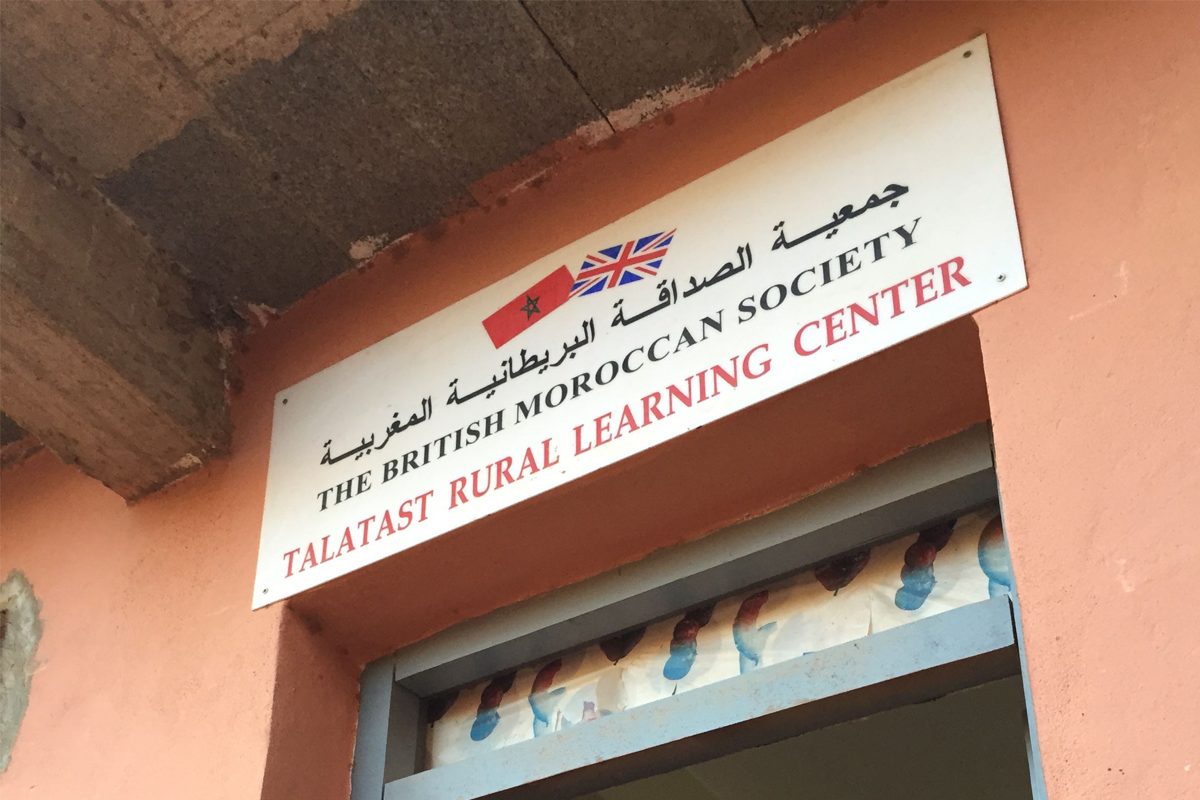 جمعية الصداقة البريطانية المغربية
THE BRITISH MOROCCAN SOCIETY
TALATAST RURAL LEARNING CENTER